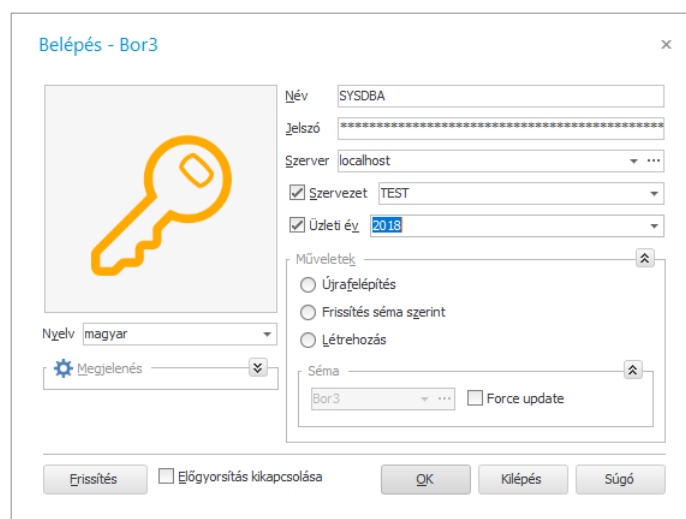 Belépés - Bor3
Név SYSDBA
Jelszó *********************************************
Szerver localhost
Szervezet TEST
Üzleti év 2018
Műveletek
Újrafelépítés
Frissítés séma szerint
Létrehozás
Nyelv magyar
Megjelenés
Séma
Bor3 Force update
Frissítés Előgyorsítás kikapcsolása OK Kilépés Súgó